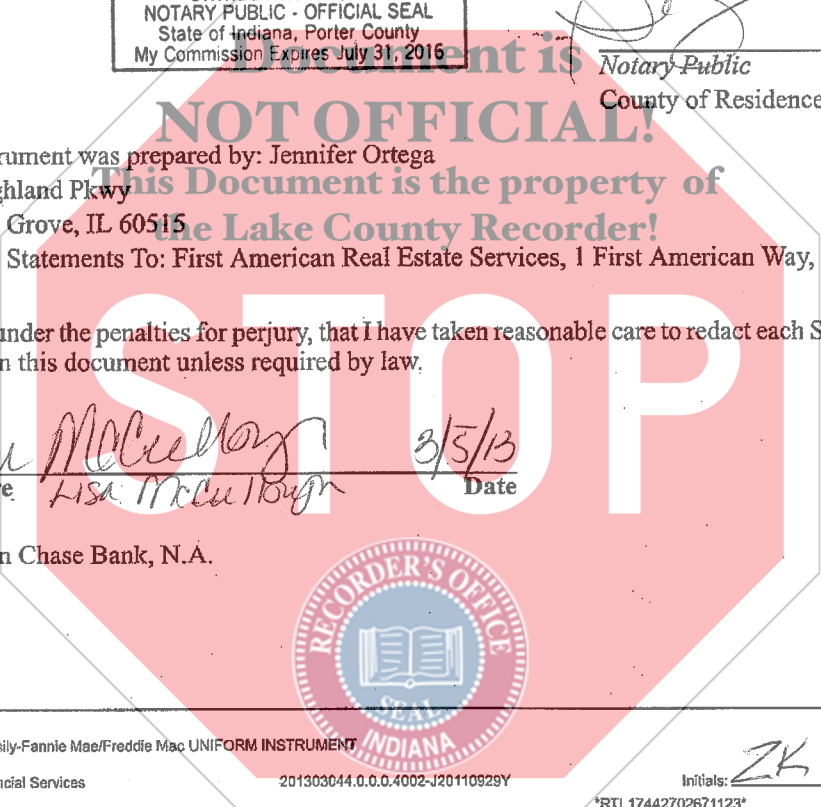 NOTARY PUBLIC - OFFICIAL SEAL
State of Indiana, Porter County
My Commission Expires July 31, 2016
Document is
NOT OFFICIAL!
This Document is the property of
the Lake County Recorder!
Notary Public
County of Residence
rument was prepared by: Jennifer Ortega
ghland Pkwy
Grove, IL 60515
Statements To: First American Real Estate Services, 1 First American Way,
under the penalties for perjury, that I have taken reasonable care to redact each S
n this document unless required by law.
STOP
McCullough 3/5/13
e Lisa McCullough Date
n Chase Bank, N.A.
RECORDER'S OFFICE
SEAL
INDIANA
ily-Fannie Mae/Freddie Mac UNIFORM INSTRUMENT
ncial Services 201303044.0.0.0.4002-J20110929Y Initials: ZK
*RTL17442702671123*